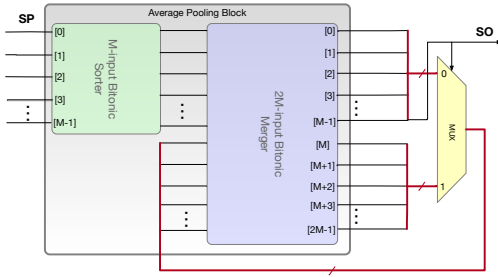 Average Pooling Block
SP
SO
[0]
[1]
[2]
[3]
[M-1]
M-input Bitonic
Sorter
2M-input Bitonic
Merger
[0]
[1]
[2]
[3]
[M-1]
[M]
[M+1]
[M+2]
[M+3]
[2M-1]
0
MUX
1